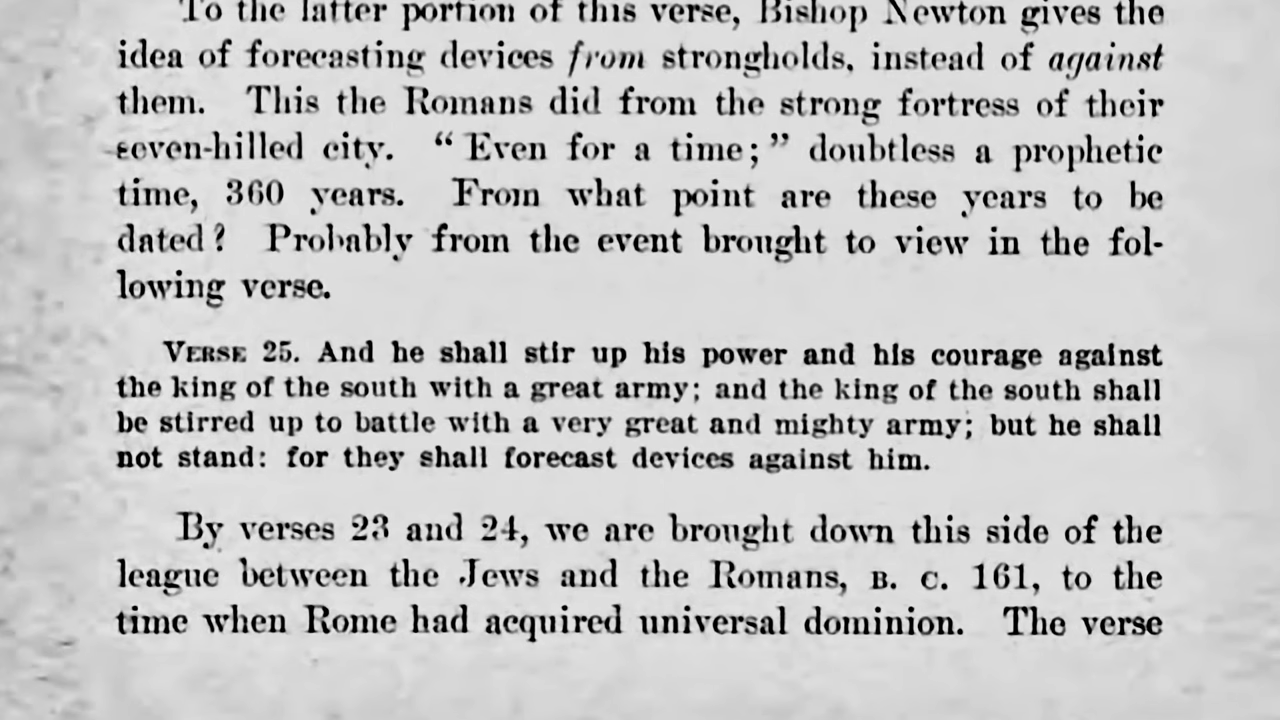 To the latter portion of this verse, Bishop Newton gives the
idea of forecasting devices from strongholds, instead of against
them. This the Romans did from the strong fortress of their
seven-hilled city. “Even for a time;” doubtless a prophetic
time, 360 years. From what point are these years to be
dated? Probably from the event brought to view in the fol-
lowing verse.
VERSE 25. And he shall stir up his power and his courage against
the king of the south with a great army; and the king of the south shall
be stirred up to battle with a very great and mighty army; but he shall
not stand: for they shall forecast devices against him.
By verses 23 and 24, we are brought down this side of the
league between the Jews and the Romans, B. C. 161, to the
time when Rome had acquired universal dominion. The verse